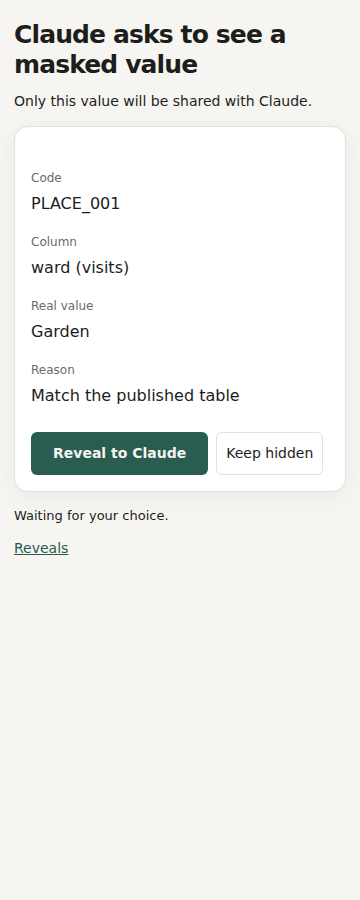 Claude asks to see a
masked value
Only this value will be shared with Claude.
Code
PLACE_001
Column
ward (visits)
Real value
Garden
Reason
Match the published table
Reveal to Claude
Keep hidden
Waiting for your choice.
Reveals